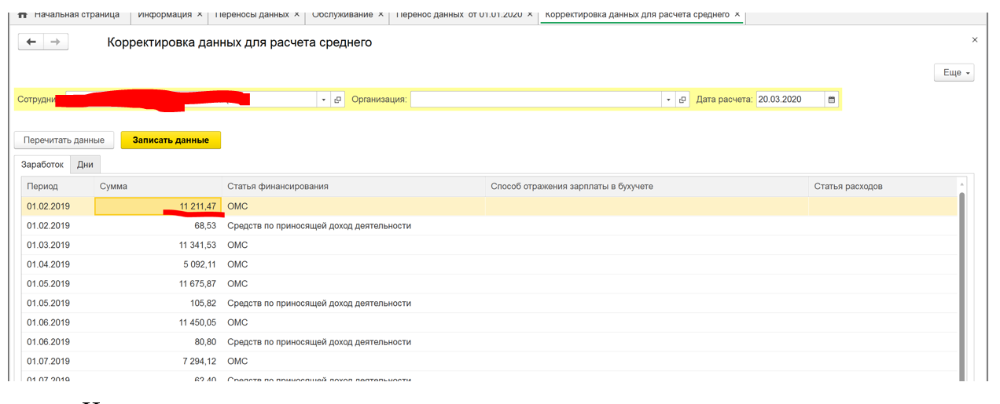 Начальная страница Информация × Переносы данных × Обслуживание × Перенос данных от 01.01.2020 × Корректировка данных для расчета среднего ×
Корректировка данных для расчета среднего ×
Еще
Организация: Дата расчета: 20.03.2020
Перечитать данные Записать данные
Заработок Дни
Период Сумма Статья финансирования Способ отражения зарплаты в бухучете Статья расходов
01.02.2019 11 211,47 ОМС
01.02.2019 68,53 Средств по приносящей доход деятельности
01.03.2019 11 341,53 ОМС
01.04.2019 5 092,11 ОМС
01.05.2019 11 675,87 ОМС
01.05.2019 105,82 Средств по приносящей доход деятельности
01.06.2019 11 450,05 ОМС
01.06.2019 80,80 Средств по приносящей доход деятельности
01.07.2019 7 294,12 ОМС
01.07.2019 62,40 Средств по приносящей доход деятельности